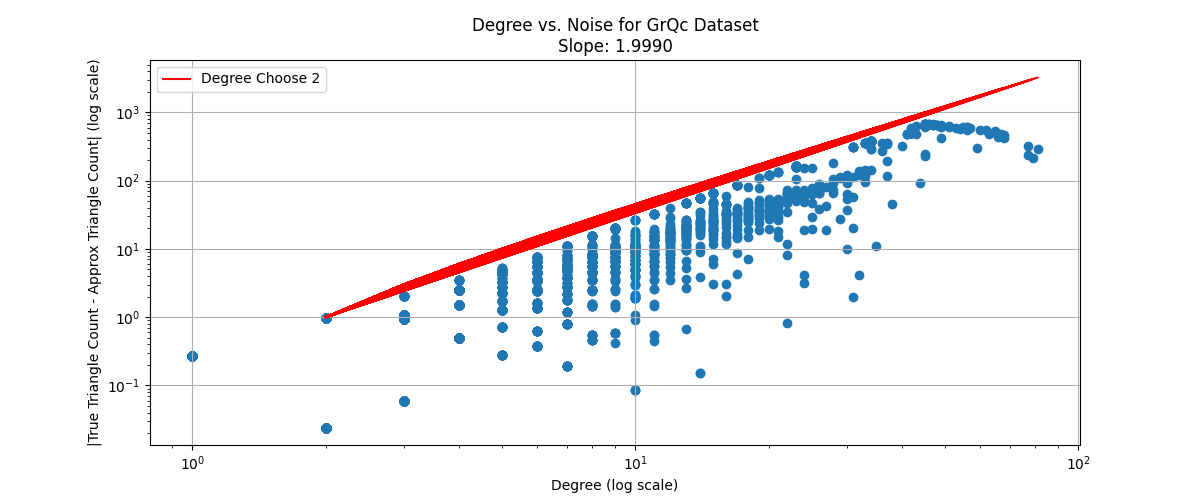 Degree vs. Noise for GrQc Dataset
Slope: 1.9990
|True Triangle Count - Approx Triangle Count| (log scale)
Degree Choose 2
10³
10²
10¹
10⁰
10⁻¹
10⁰ 10¹ 10²
Degree (log scale)